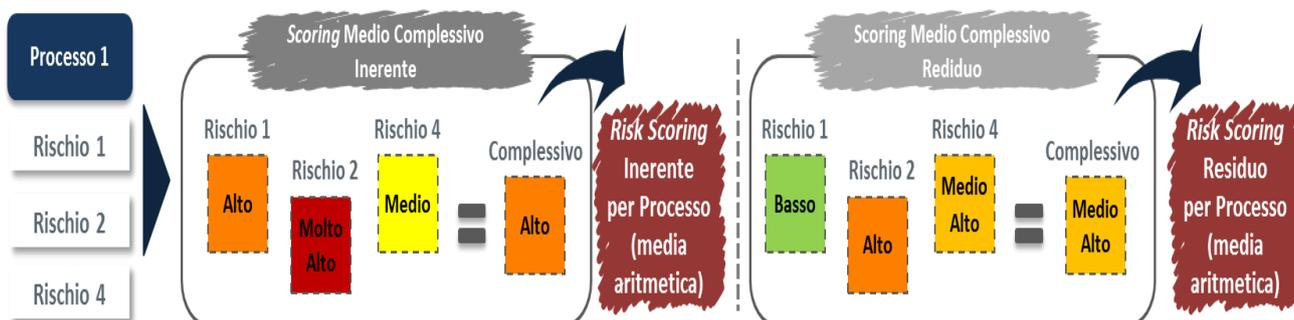 Processo 1
Rischio 1
Rischio 2
Rischio 4
Scoring Medio Complessivo
Inerente
Rischio 1
Alto
Rischio 2
Molto
Alto
Rischio 4
Medio
=
Complessivo
Alto
Risk Scoring
Inerente
per Processo
(media
aritmetica)
Scoring Medio Complessivo
Rediduo
Rischio 1
Basso
Rischio 2
Alto
Rischio 4
Medio
Alto
=
Complessivo
Medio
Alto
Risk Scoring
Residuo
per Processo
(media
aritmetica)